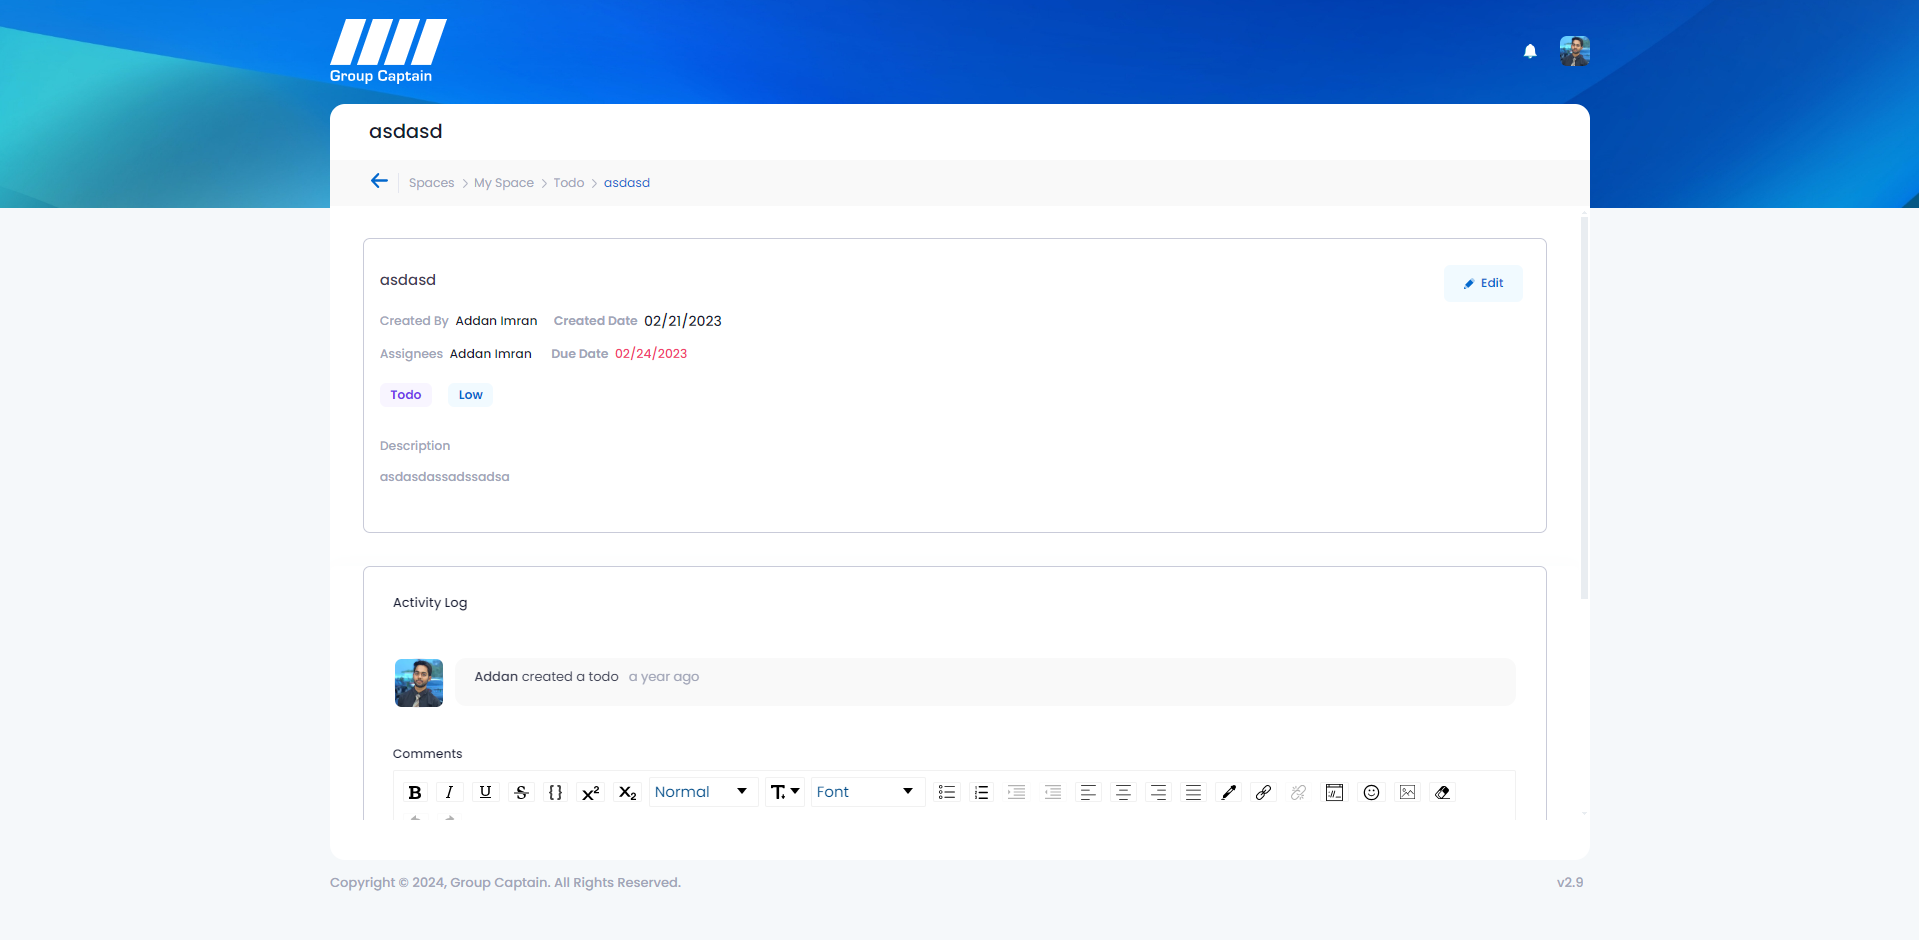 Group Captain
asdasd
Spaces > My Space > Todo > asdasd
asdasd
Edit
Created By Addan Imran Created Date 02/21/2023
Assignees Addan Imran Due Date 02/24/2023
Todo Low
Description
asdasdassadssadsa
Activity Log
Addan created a todo a year ago
Comments
B I U S {} x² x₂ Normal T Font
Copyright © 2024, Group Captain. All Rights Reserved. v2.9